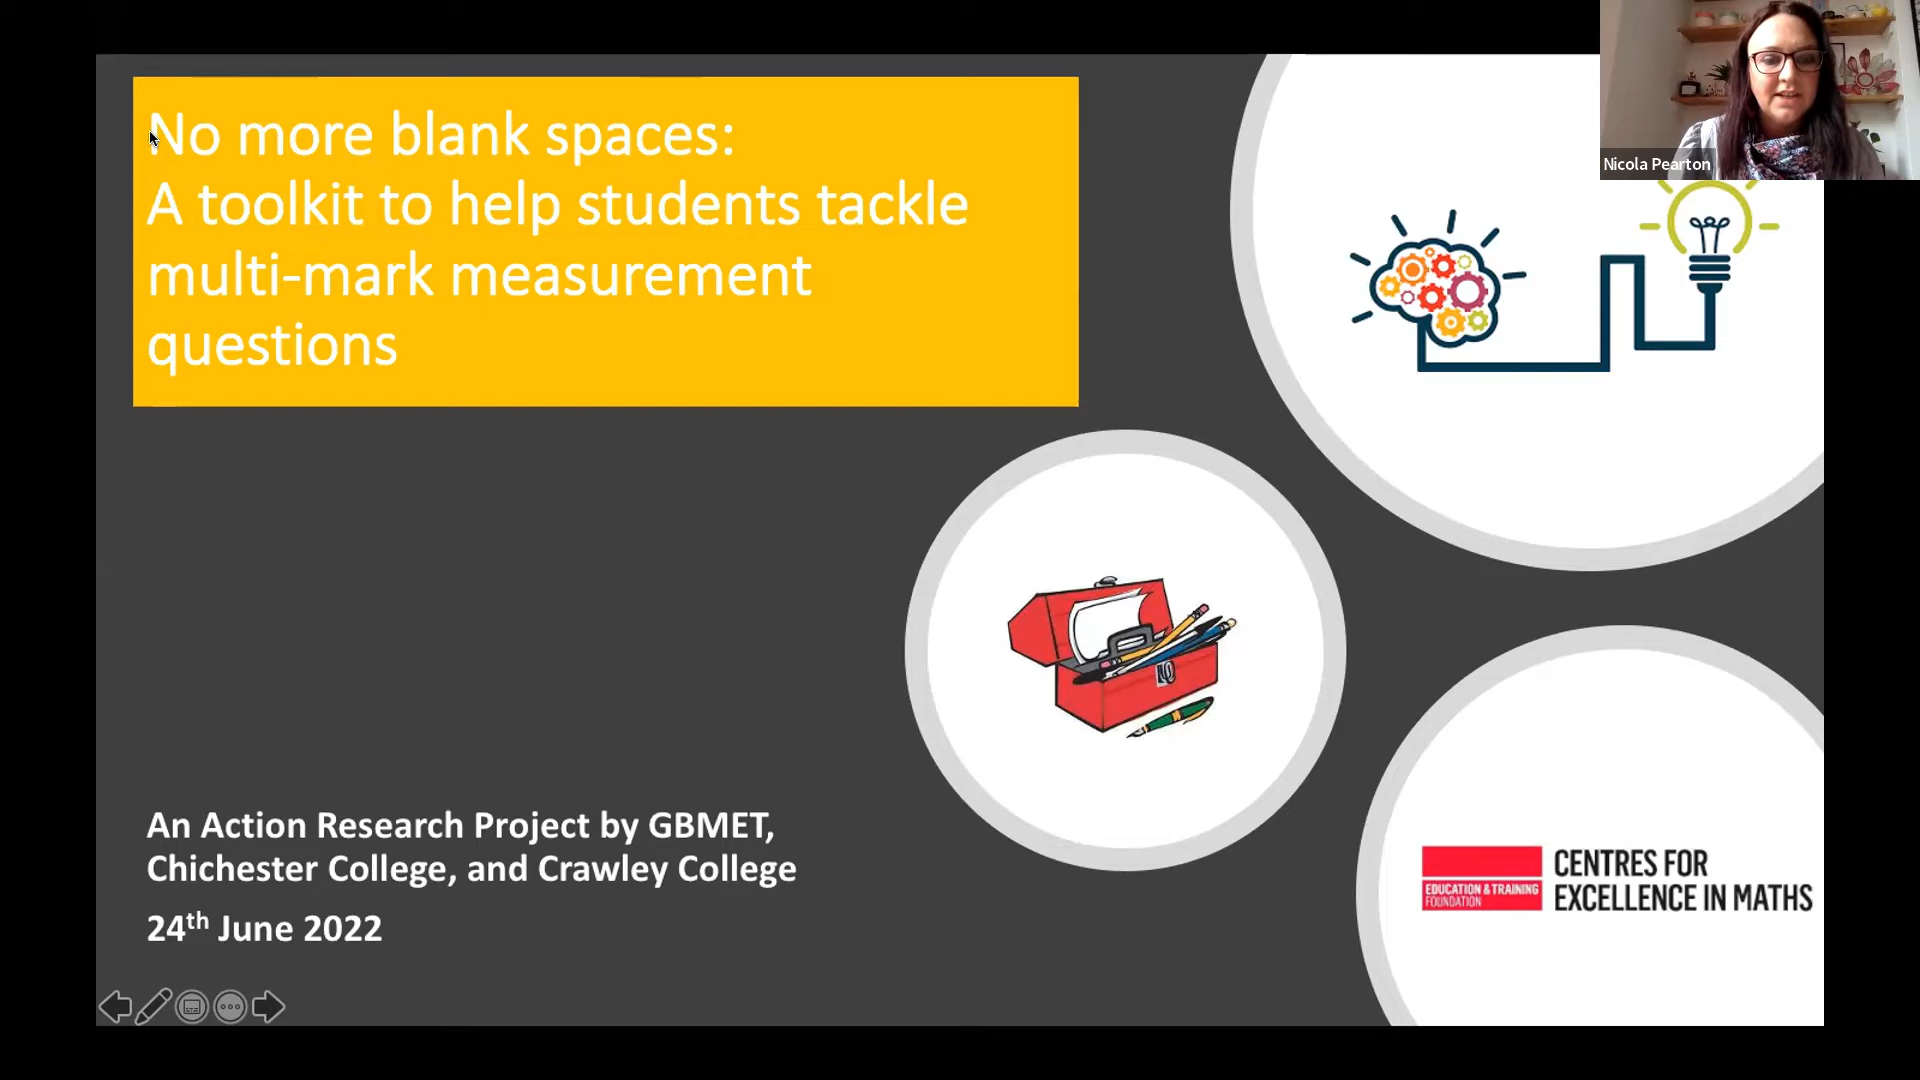 No more blank spaces:
A toolkit to help students tackle
multi-mark measurement
questions
Nicola Pearton
An Action Research Project by GBMET,
Chichester College, and Crawley College
24th June 2022
EDUCATION & TRAINING
FOUNDATION
CENTRES FOR
EXCELLENCE IN MATHS